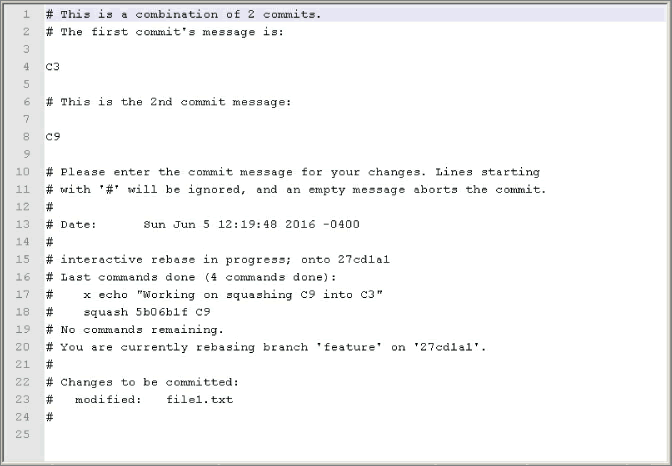 1 # This is a combination of 2 commits.
2 # The first commit's message is:
3
4 C3
5
6 # This is the 2nd commit message:
7
8 C9
9
10 # Please enter the commit message for your changes. Lines starting
11 # with '#' will be ignored, and an empty message aborts the commit.
12 #
13 # Date:      Sun Jun 5 12:19:48 2016 -0400
14 #
15 # interactive rebase in progress; onto 27cd1a1
16 # Last commands done (4 commands done):
17 #    x echo "Working on squashing C9 into C3"
18 #    squash 5b06b1f C9
19 # No commands remaining.
20 # You are currently rebasing branch 'feature' on '27cd1a1'.
21 #
22 # Changes to be committed:
23 #   modified:   file1.txt
24 #
25